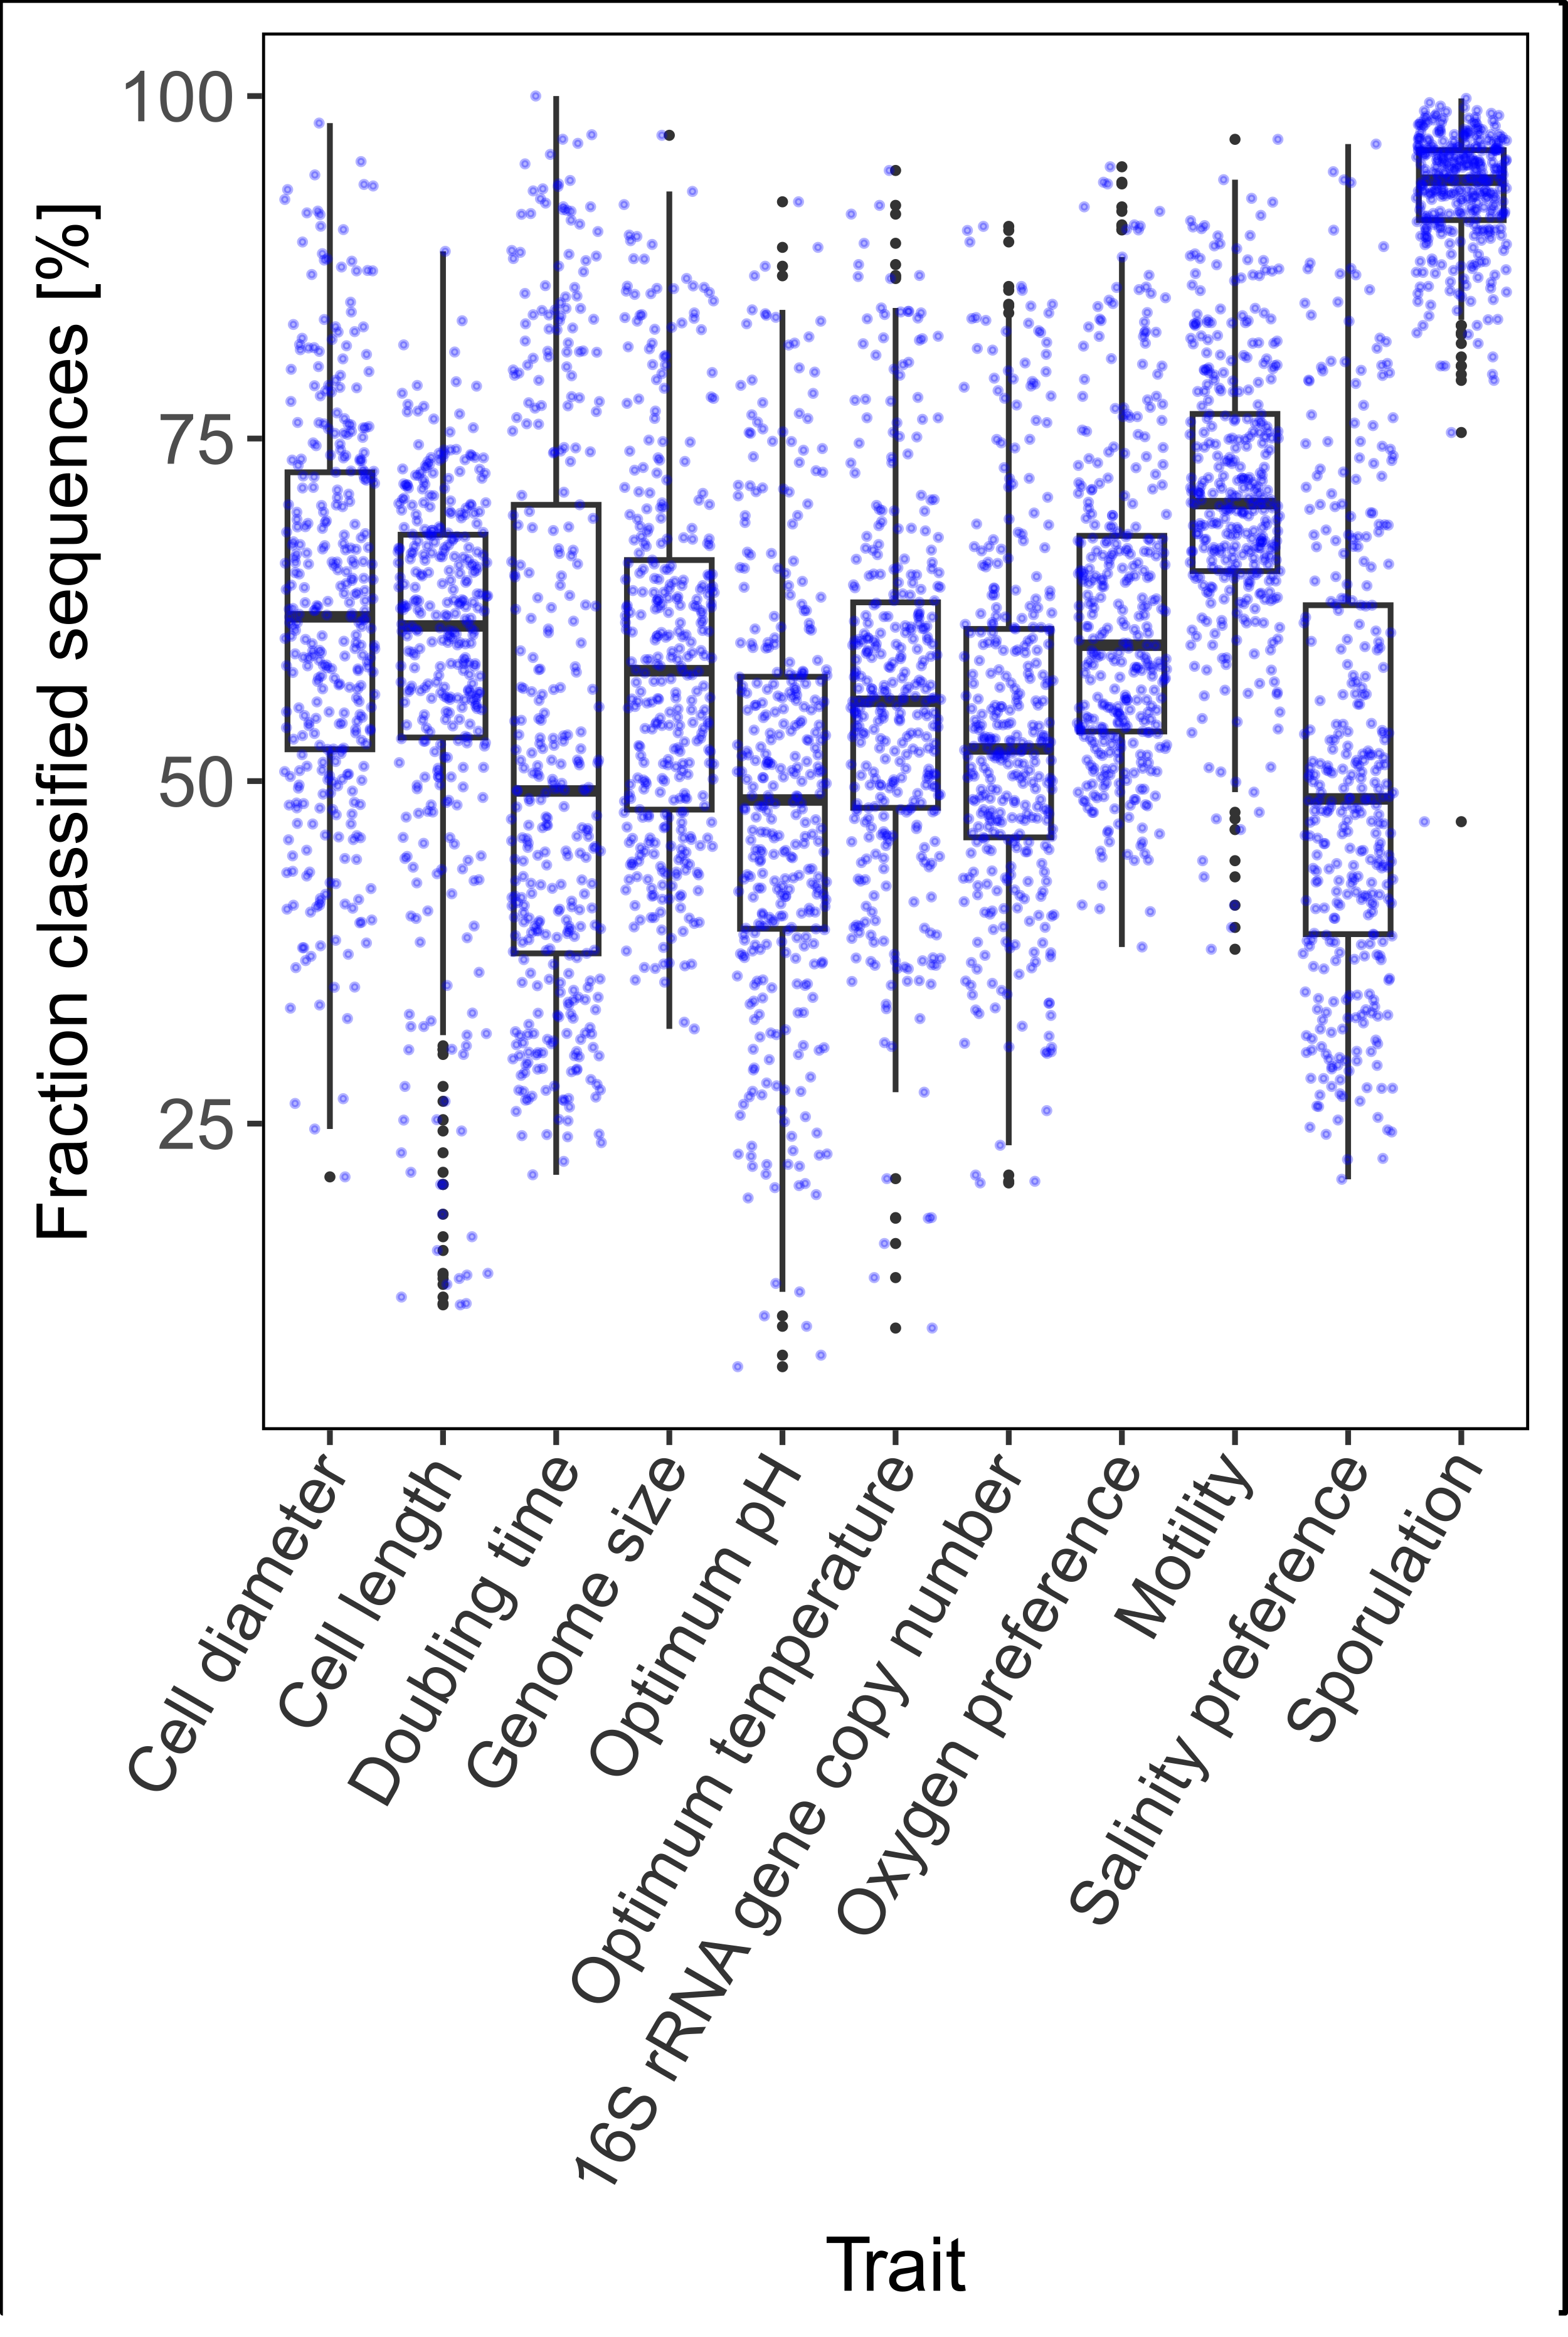 Fraction classified sequences [%]
100
75
50
25
Cell diameter
Cell length
Doubling time
Genome size
Optimum pH
Optimum temperature
16S rRNA gene copy number
Oxygen preference
Motility
Salinity preference
Sporulation
Trait